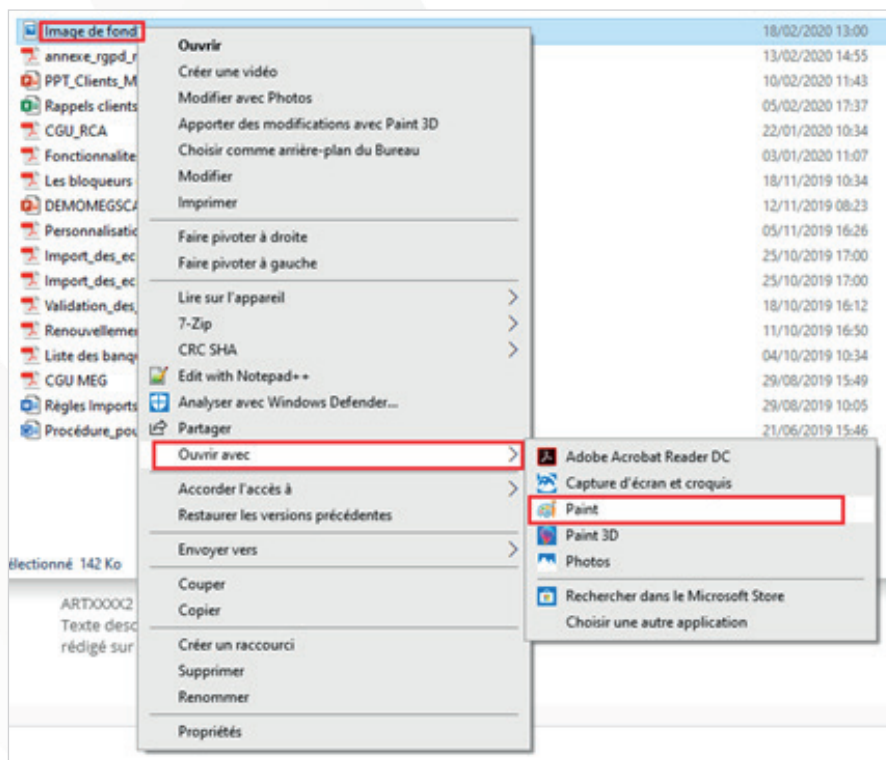 Image de fond 18/02/2020 13:00
annexe_rgpd_r 13/02/2020 14:55
PPT_Clients_M 10/02/2020 11:43
Rappels clients 05/02/2020 17:37
CGU_RCA 22/01/2020 10:34
Fonctionnalite 03/01/2020 11:07
Les bloqueurs 18/11/2019 10:34
DEMOMEGSCA 12/11/2019 08:23
Personnalisatic 05/11/2019 16:26
Import_des_ec 25/10/2019 17:00
Import_des_ec 25/10/2019 17:00
Validation_des_ 18/10/2019 16:12
Renouvellemer 11/10/2019 16:50
Liste des banqu 04/10/2019 10:34
CGU MEG 29/08/2019 15:49
Règles Imports 29/08/2019 10:05
Procédure_pou 21/06/2019 15:46
électionné 142 Ko
ARTXXXX2
Texte desc
rédigé sur
Ouvrir
Créer une vidéo
Modifier avec Photos
Apporter des modifications avec Paint 3D
Choisir comme arrière-plan du Bureau
Modifier
Imprimer
Faire pivoter à droite
Faire pivoter à gauche
Lire sur l'appareil
7-Zip
CRC SHA
Edit with Notepad++
Analyser avec Windows Defender...
Partager
Ouvrir avec
Accorder l'accès à
Restaurer les versions précédentes
Envoyer vers
Couper
Copier
Créer un raccourci
Supprimer
Renommer
Propriétés
Adobe Acrobat Reader DC
Capture d'écran et croquis
Paint
Paint 3D
Photos
Rechercher dans le Microsoft Store
Choisir une autre application